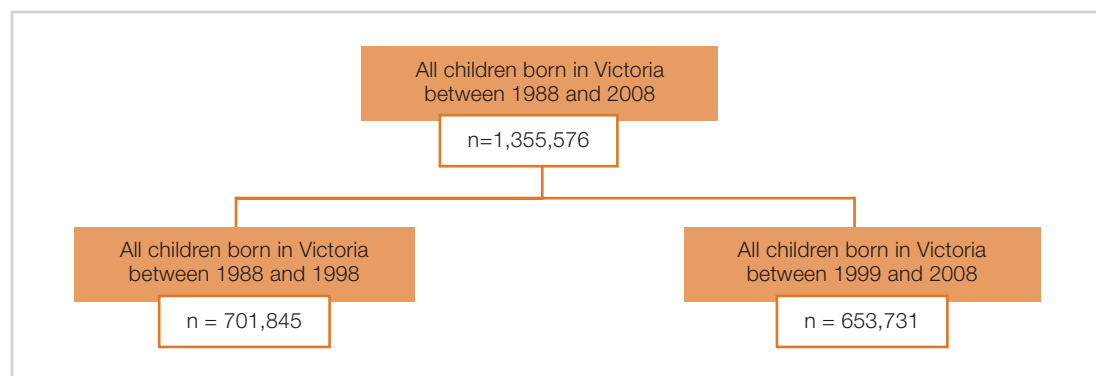 All children born in Victoria
between 1988 and 2008
n=1,355,576
All children born in Victoria
between 1988 and 1998
n = 701,845
All children born in Victoria
between 1999 and 2008
n = 653,731